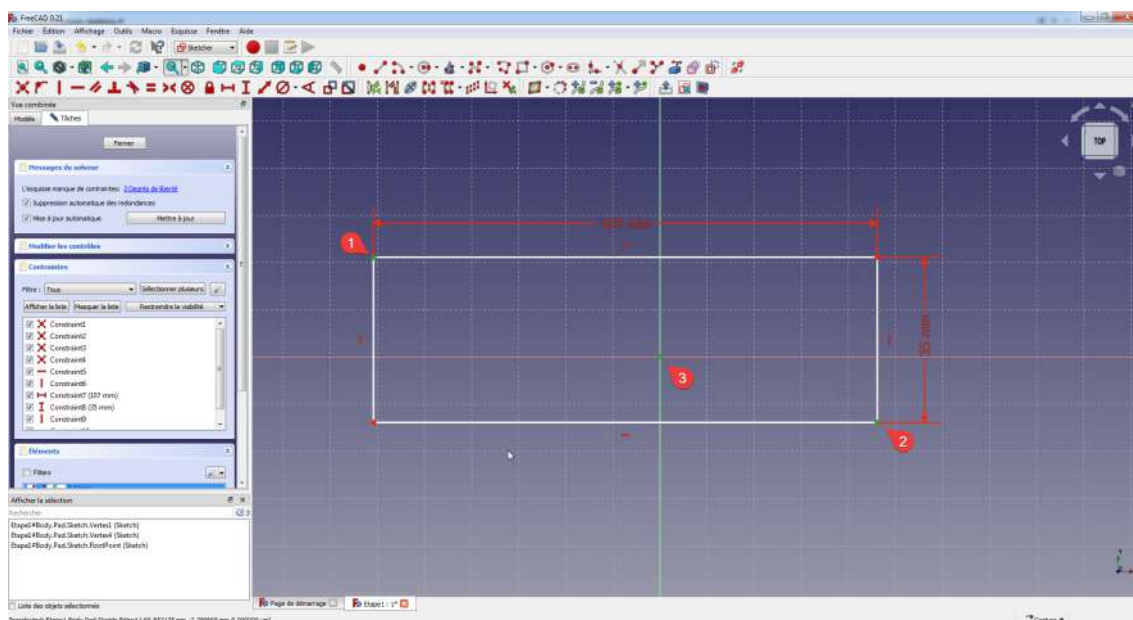 FreeCAD 0.21
Fichier Edition Affichage Outils Macro Esquisse Fenêtre Aide
Sketcher
Vue combinée
Modèle Tâches
Fermer
Messages du solveur
L'esquisse manque de contraintes: 2 Degrés de liberté
Suppression automatique des redondances
Mise à jour automatique Mettre à jour
Modifier les contrôles
Contraintes
Filtre : Tous Sélectionner plusieurs
Afficher la liste Masquer la liste Restreindre la visibilité
Constraint1
Constraint2
Constraint3
Constraint4
Constraint5
Constraint6
Constraint7 (107 mm)
Constraint8 (35 mm)
Constraint9
Éléments
Filters
Afficher la sélection
Rechercher
Etape1#Body.Pad.Sketch.Vertex1 (Sketch)
Etape1#Body.Pad.Sketch.Vertex4 (Sketch)
Etape1#Body.Pad.Sketch.RootPoint (Sketch)
Liste des objets sélectionnés
TOP
1
35 mm
3
2
Page de démarrage
Etape1 : 1*